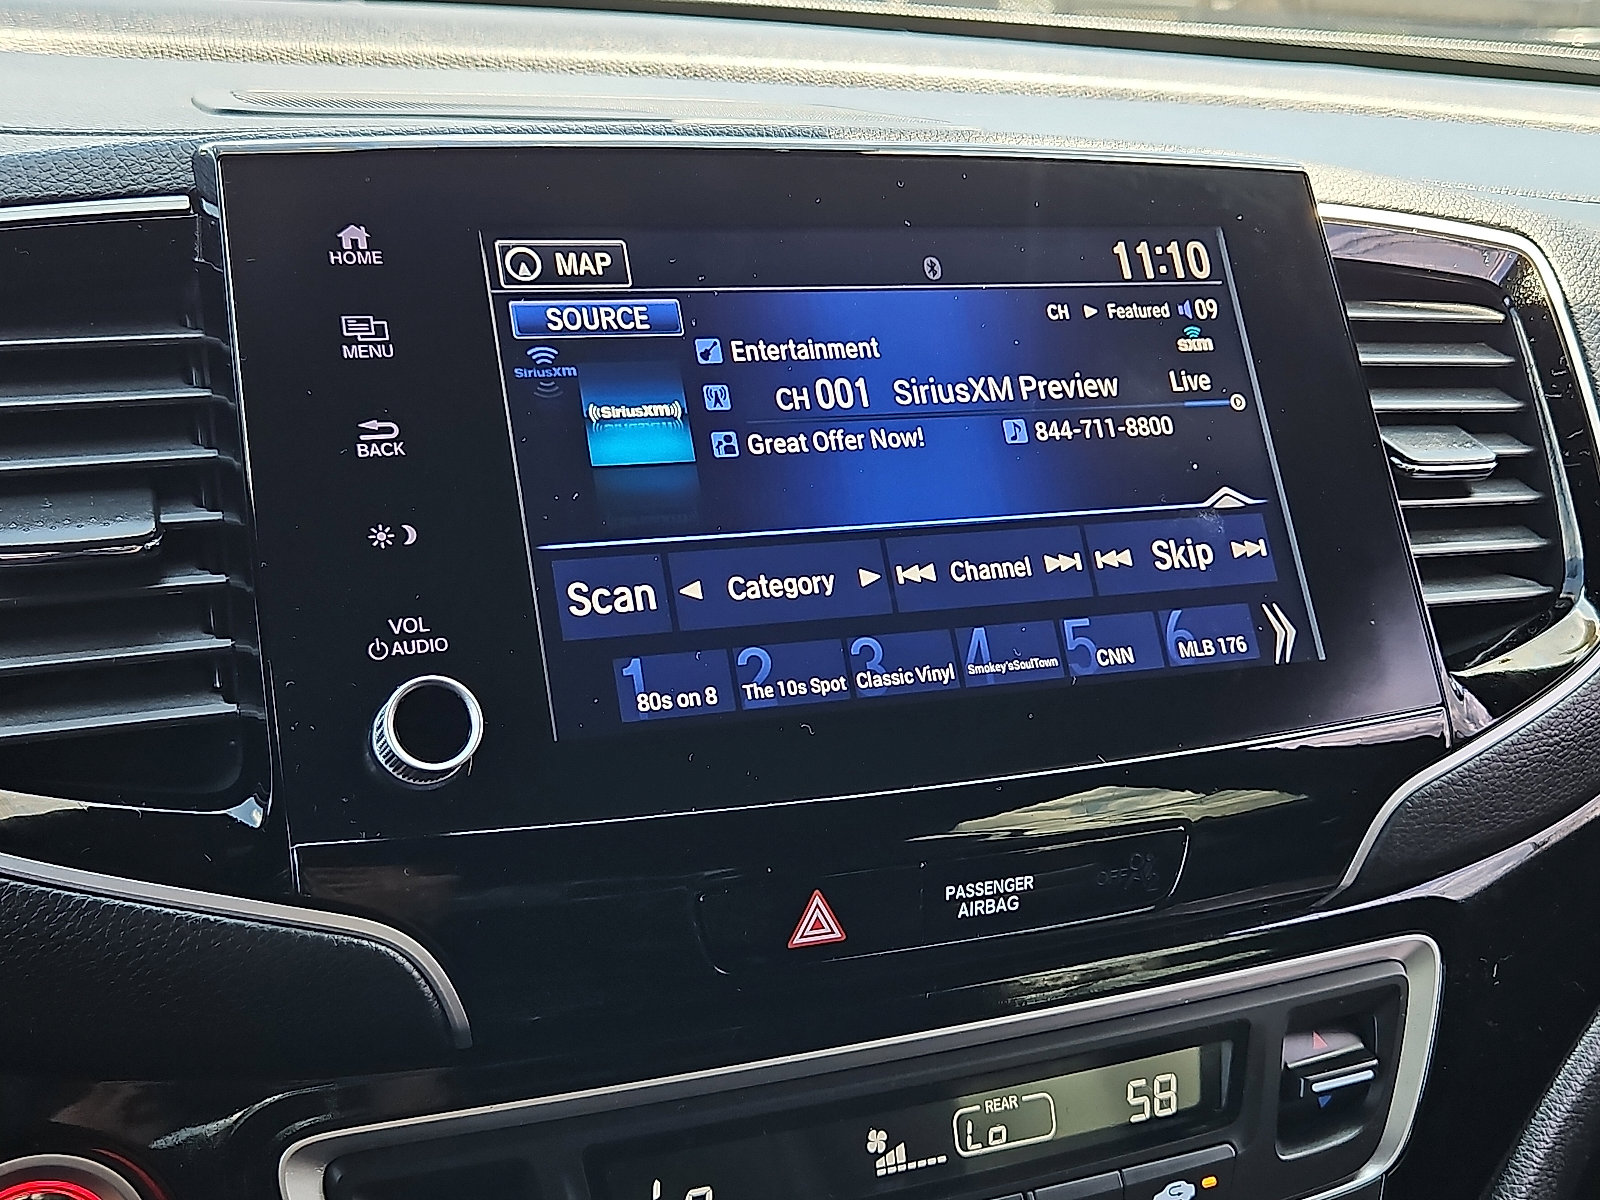 HOME
MENU
BACK
VOL
AUDIO
MAP
11:10
SOURCE
CH ► Featured 09
SiriusXM
Entertainment
sxm
CH 001 SiriusXM Preview Live
((SiriusXM))
Great Offer Now! 844-711-8800
Scan ◄ Category ► |◄◄ Channel ►►| |◄◄ Skip ►►|
1 80s on 8
2 The 10s Spot
3 Classic Vinyl
4 Smokey'sSoulTown
5 CNN
6 MLB 176
PASSENGER
AIRBAG
OFF
REAR
Lo
58
Lo